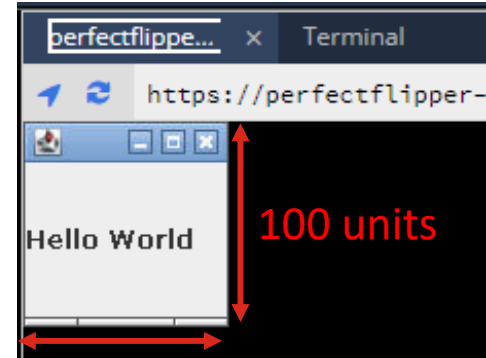 perfectflippe... × Terminal
https://perfectflipper-
Hello World
100 units